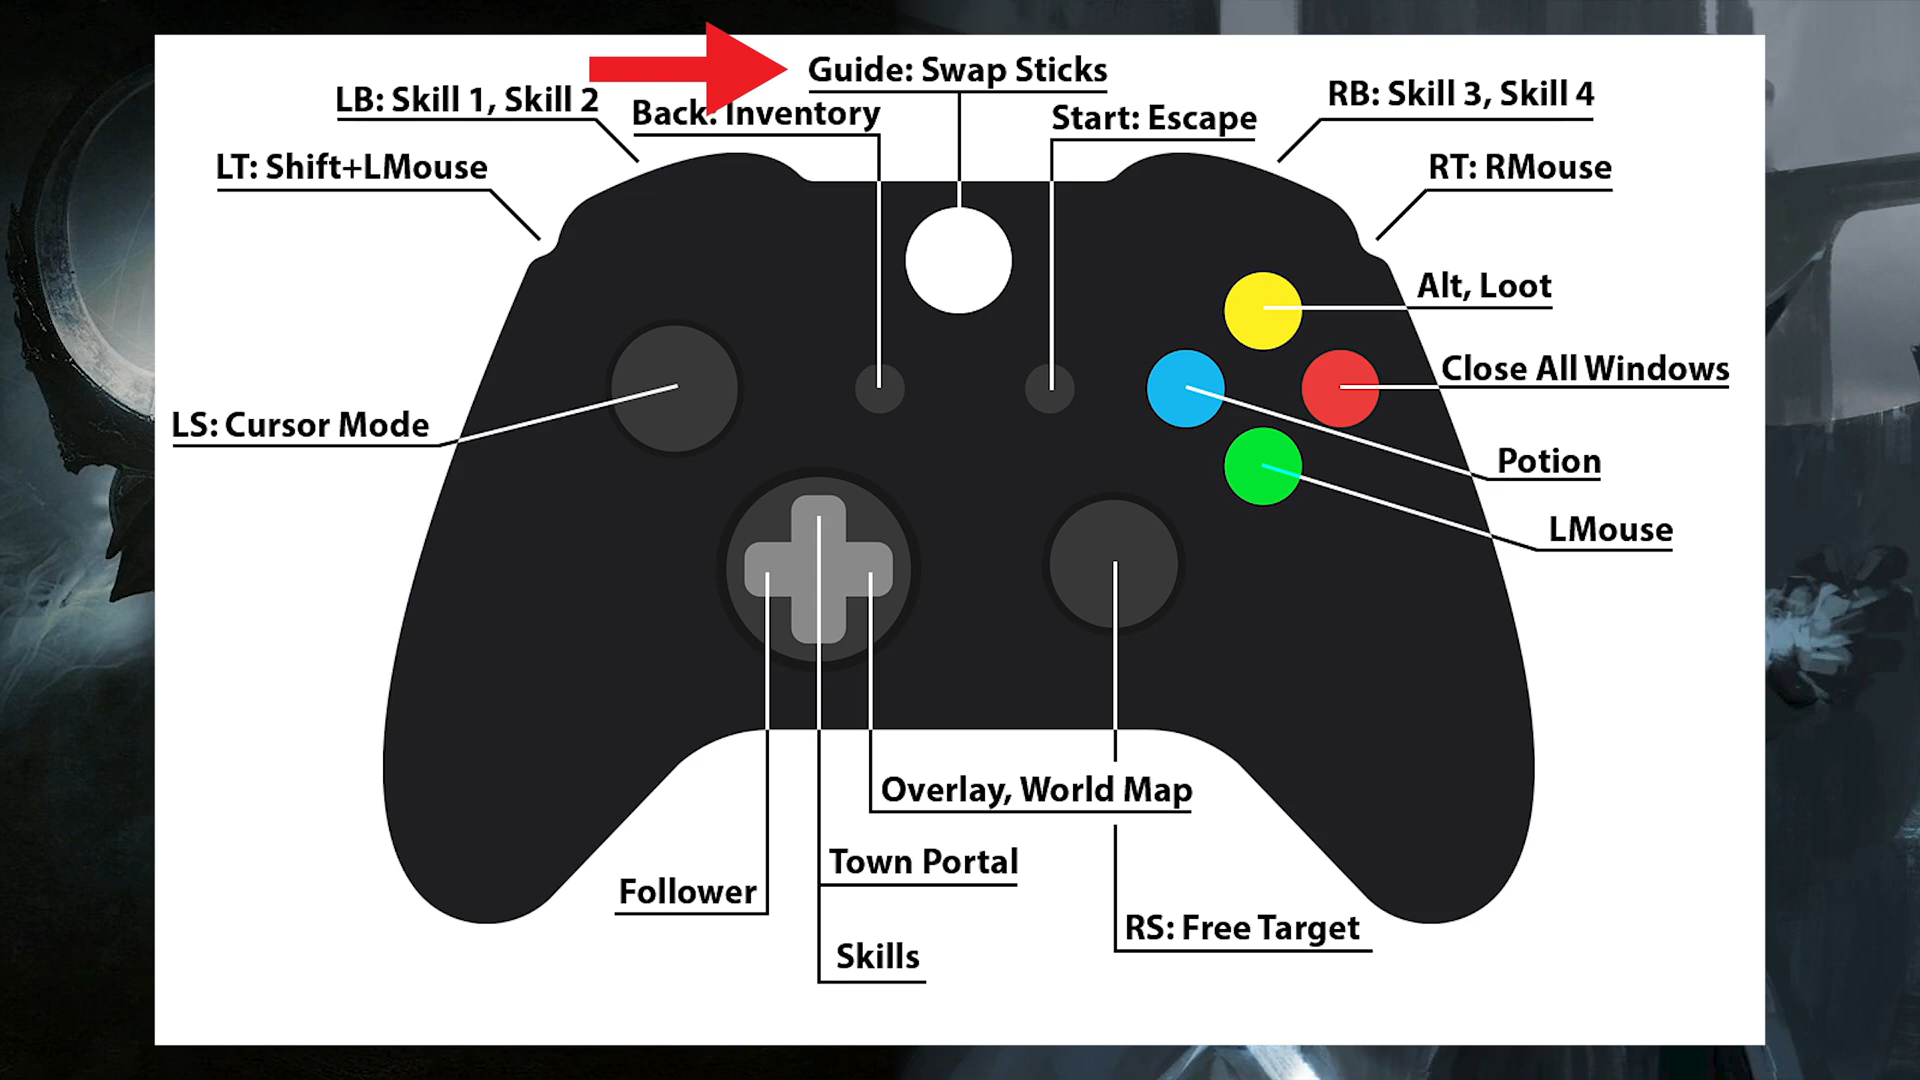 Guide: Swap Sticks
LB: Skill 1, Skill 2
Back: Inventory
Start: Escape
RB: Skill 3, Skill 4
LT: Shift+LMouse
RT: RMouse
Alt, Loot
Close All Windows
LS: Cursor Mode
Potion
LMouse
Overlay, World Map
Town Portal
Follower
RS: Free Target
Skills